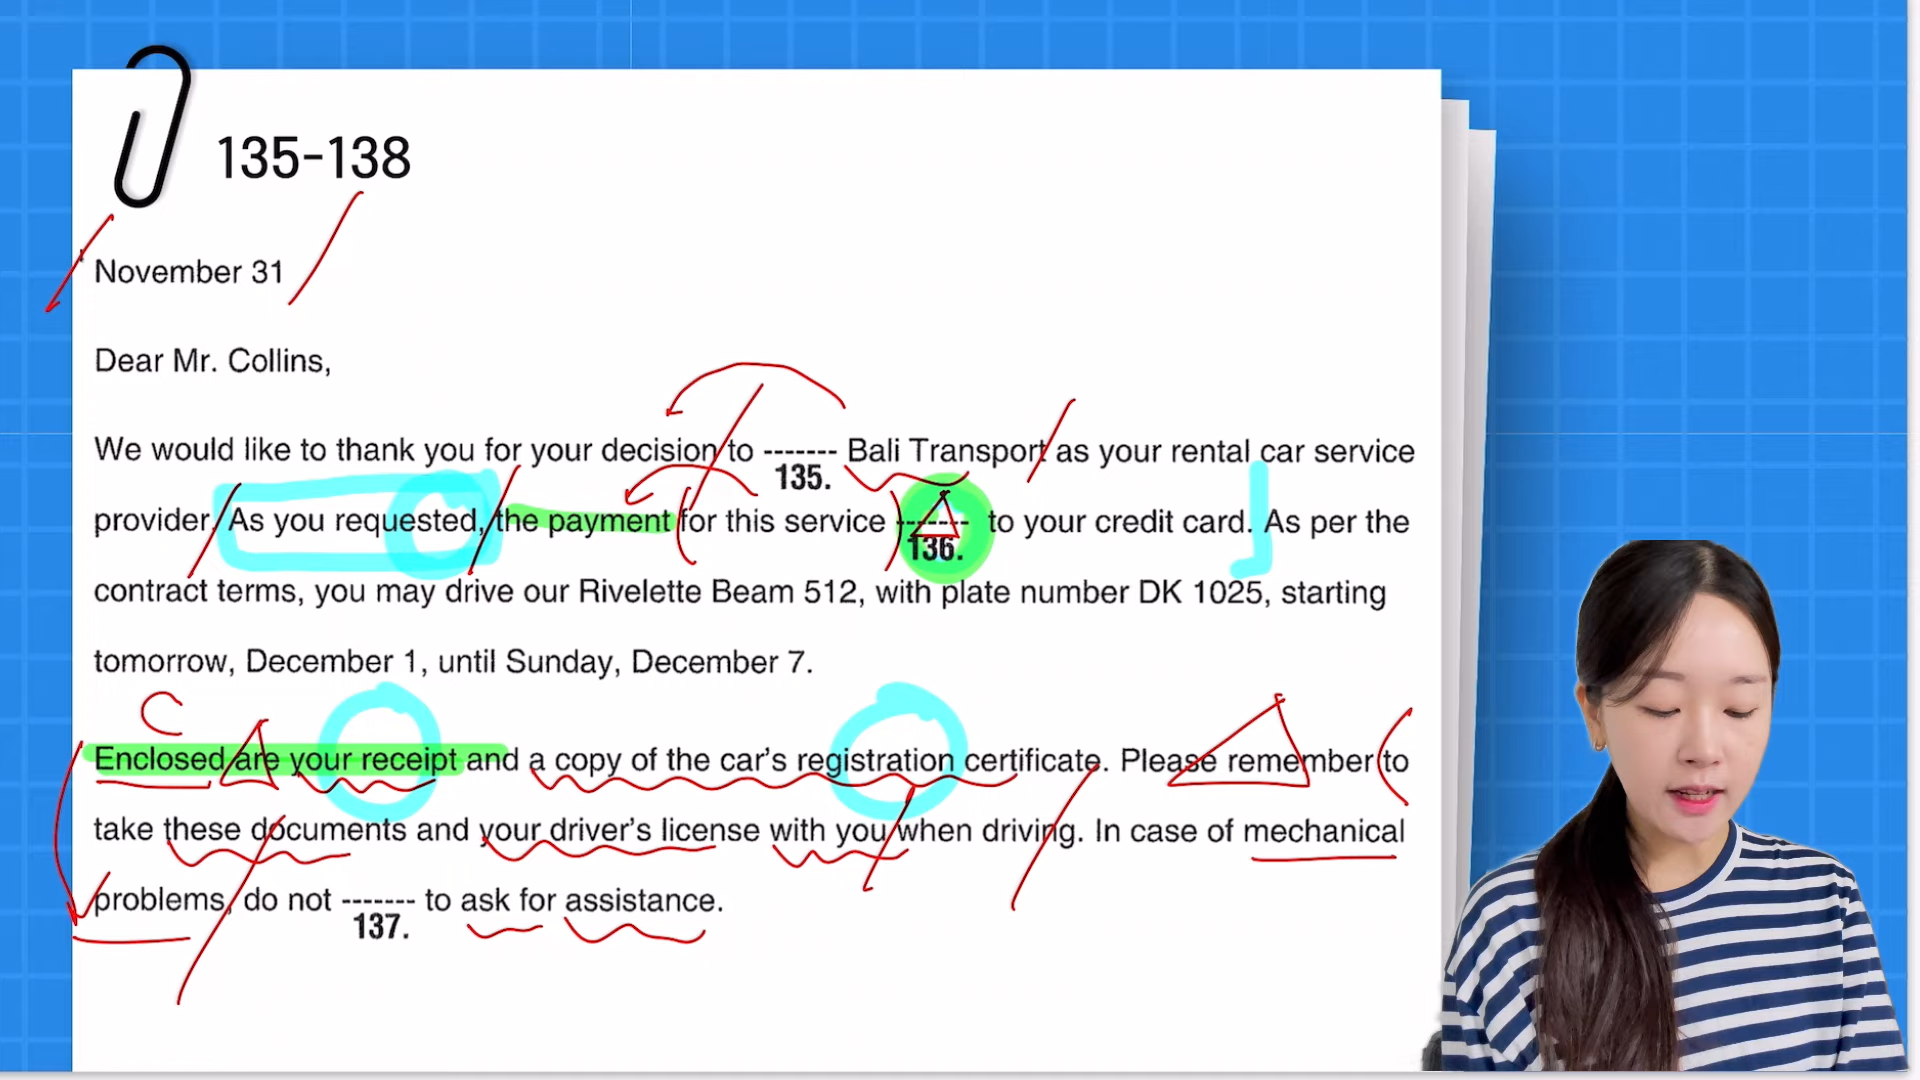 135-138
November 31
Dear Mr. Collins,
We would like to thank you for your decision to ------- Bali Transport as your rental car service
135.
provider. As you requested, the payment for this service ------- to your credit card. As per the
136.
contract terms, you may drive our Rivelette Beam 512, with plate number DK 1025, starting
tomorrow, December 1, until Sunday, December 7.
C
Enclosed are your receipt and a copy of the car's registration certificate. Please remember to
take these documents and your driver's license with you when driving. In case of mechanical
problems, do not ------- to ask for assistance.
137.